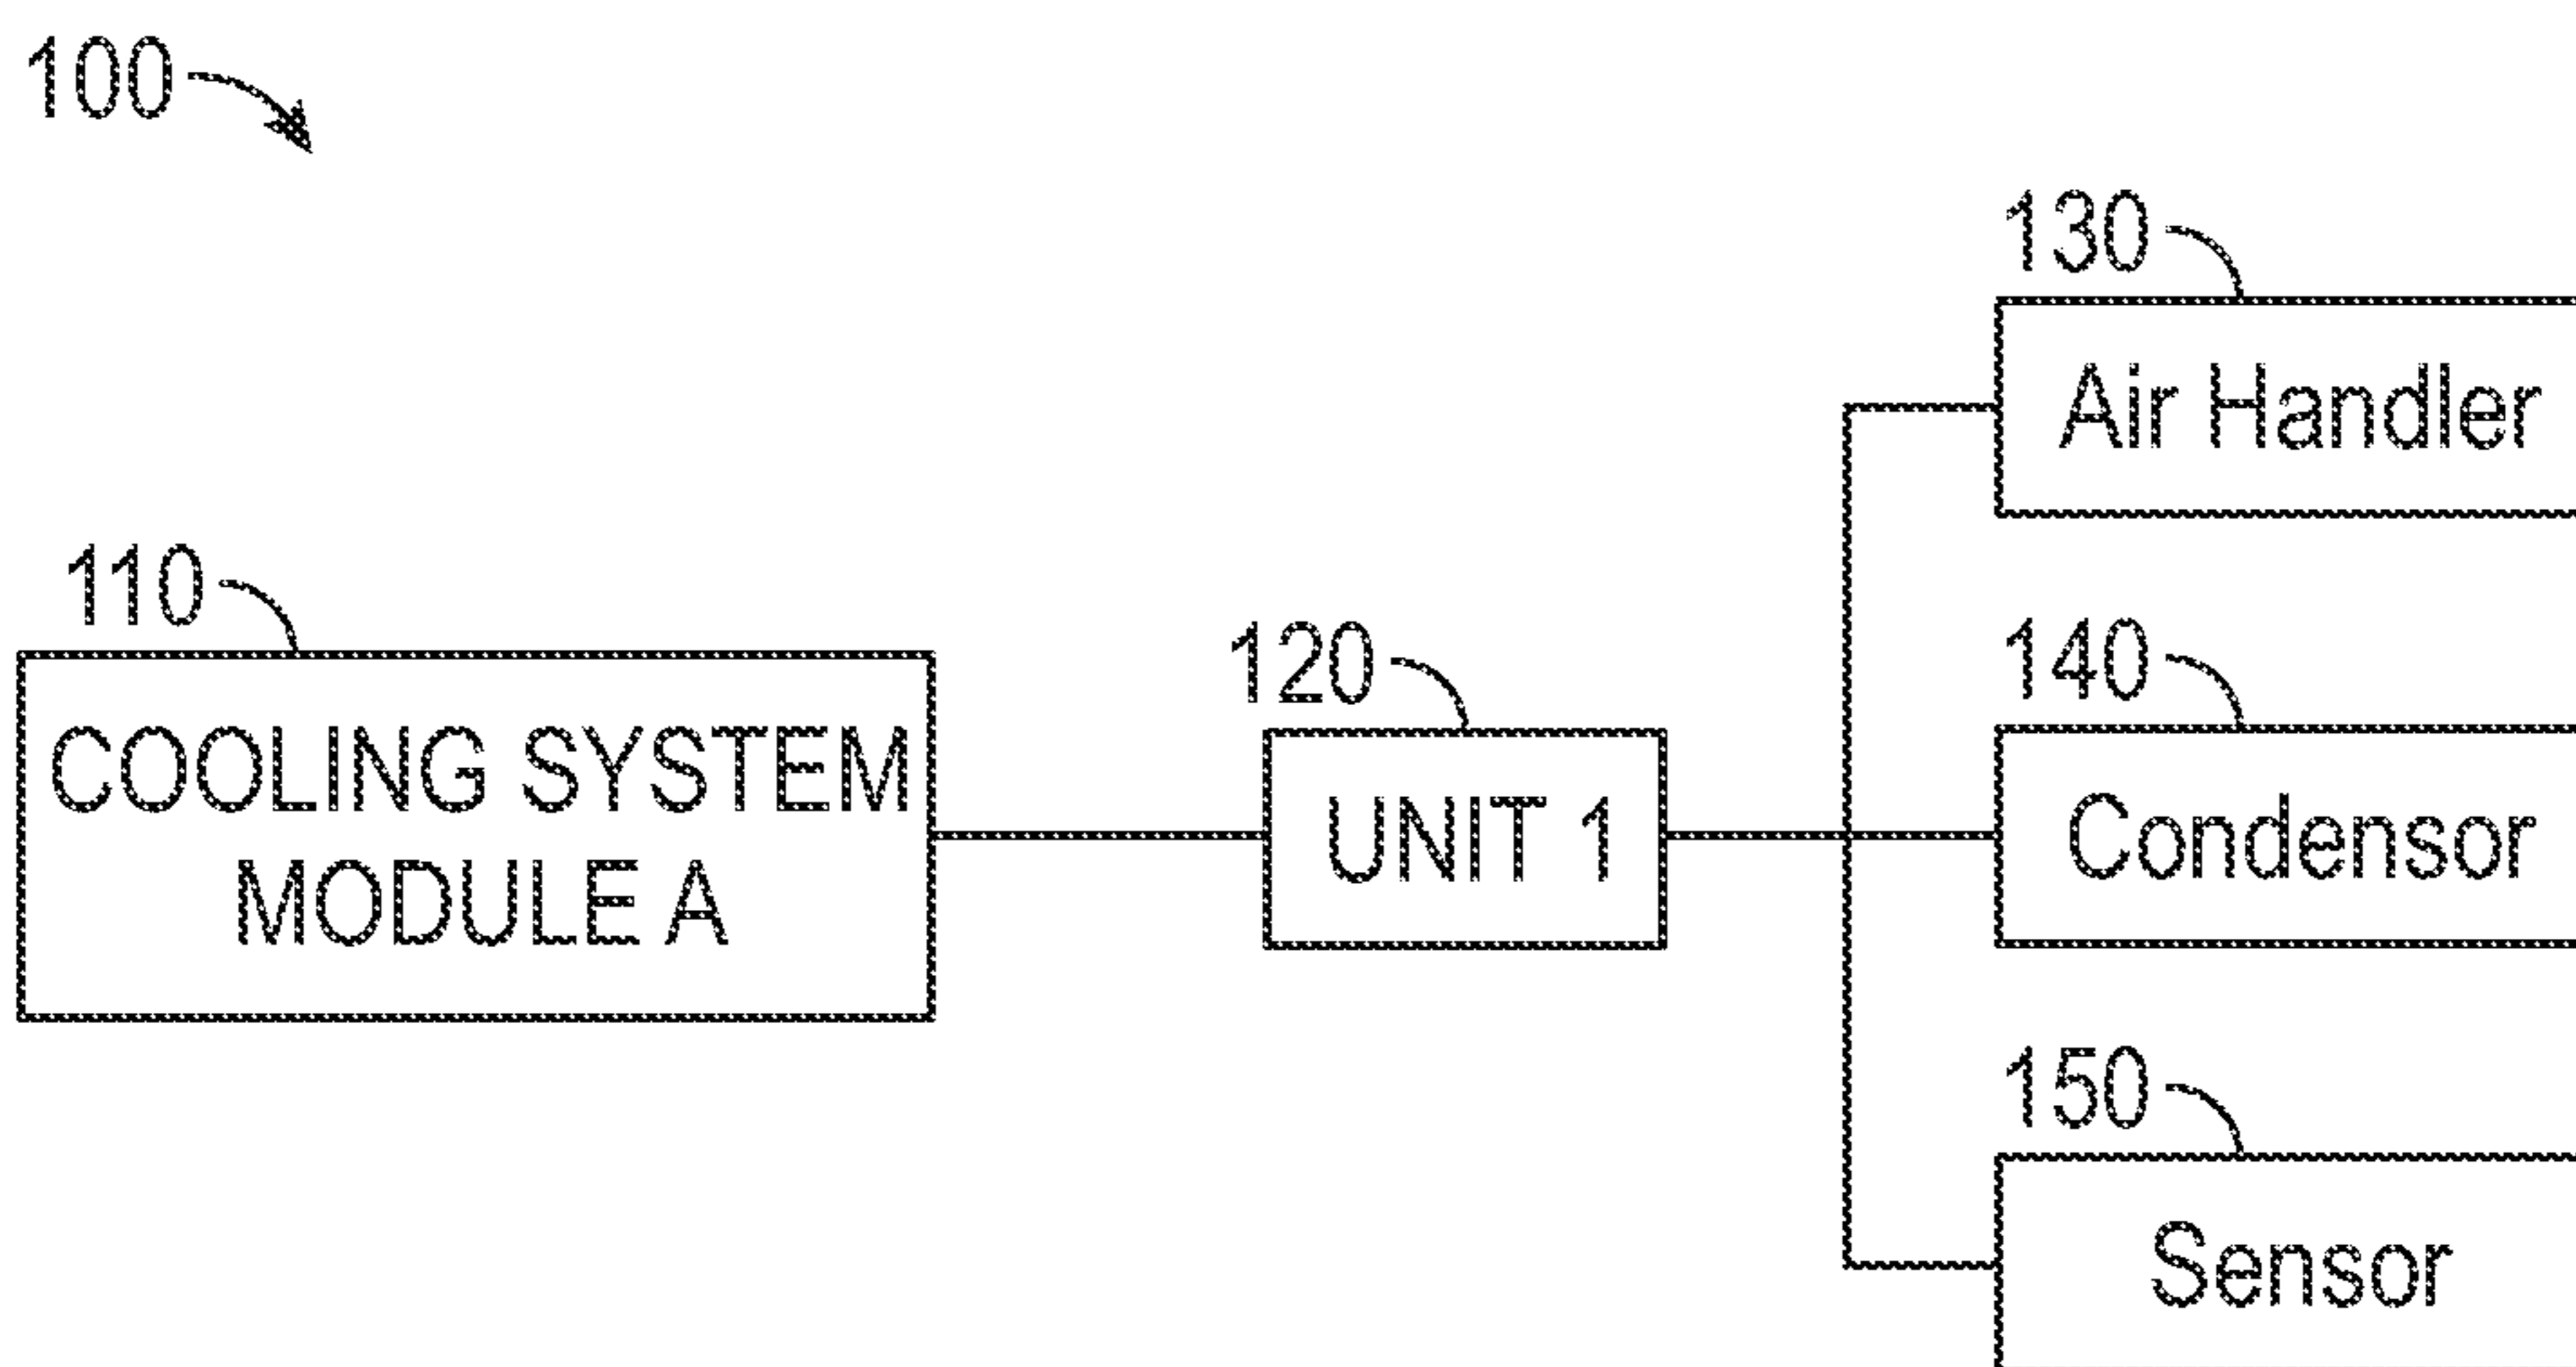 100
130
Air Handler
110
COOLING SYSTEM
MODULE A
120
UNIT 1
140
Condensor
150
Sensor